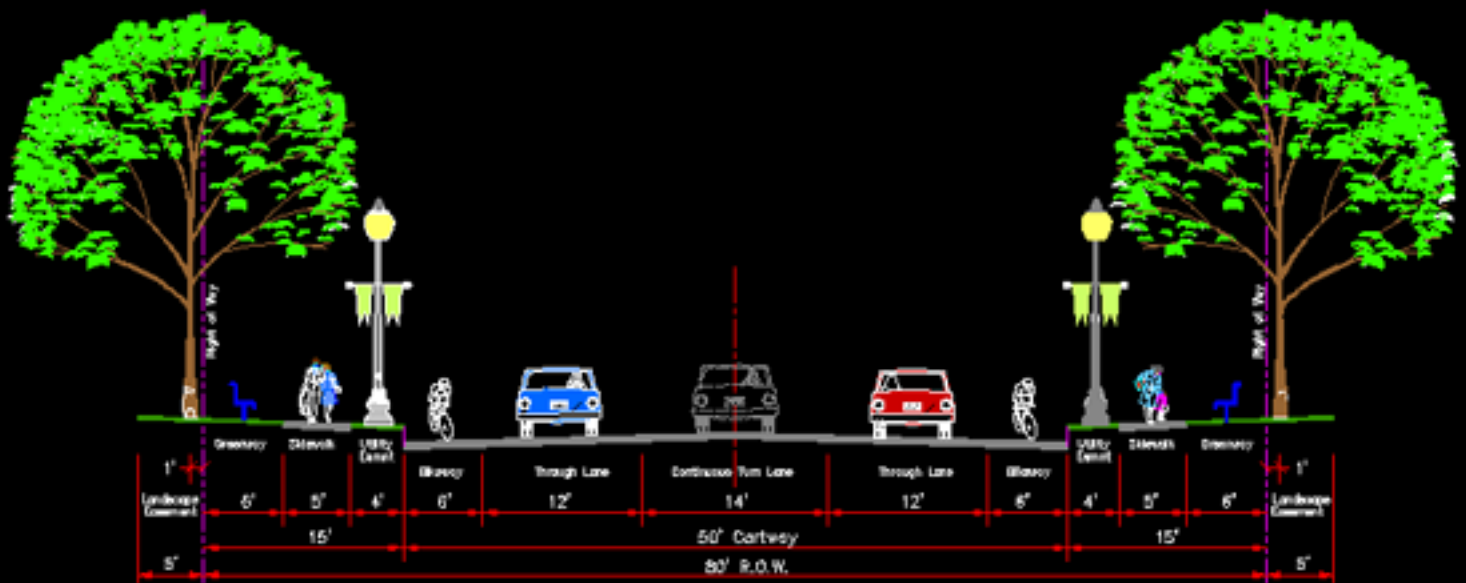 Right of Way
Right of Way
Greenway Sidewalk Utility Bikeway Through Lane Continuous Turn Lane Through Lane Bikeway Utility Sidewalk Greenway
1' 1'
Landscape Easement 6' 5' 4' 6' 12' 14' 12' 6' 4' 5' 6' Landscape Easement
15' 50' Cartway 15'
5' 80' R.O.W. 5'